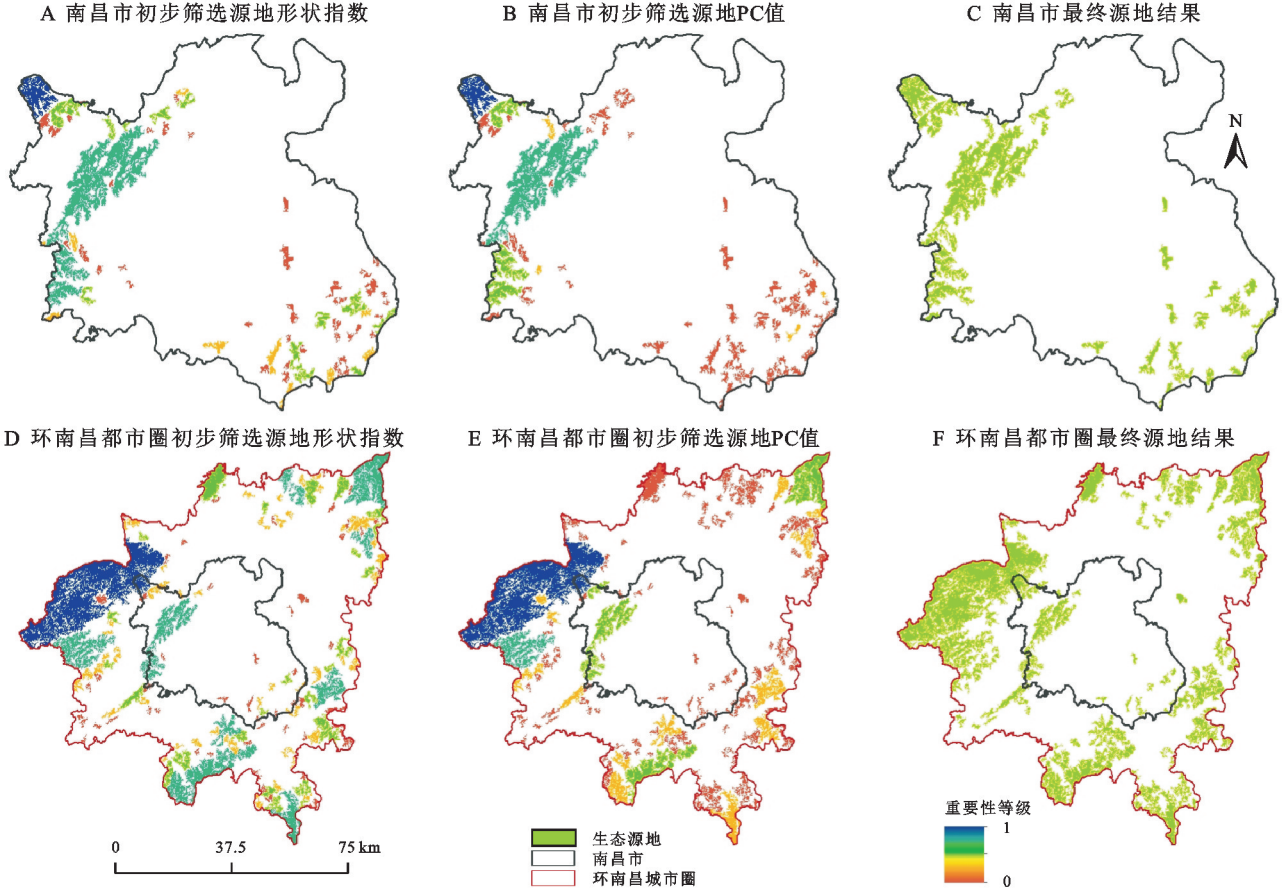 A 南昌市初步筛选源地形状指数
B 南昌市初步筛选源地PC值
C 南昌市最终源地结果
N
D 环南昌都市圈初步筛选源地形状指数
E 环南昌都市圈初步筛选源地PC值
F 环南昌都市圈最终源地结果
0 37.5 75 km
生态源地
南昌市
环南昌城市圈
重要性等级
1
0